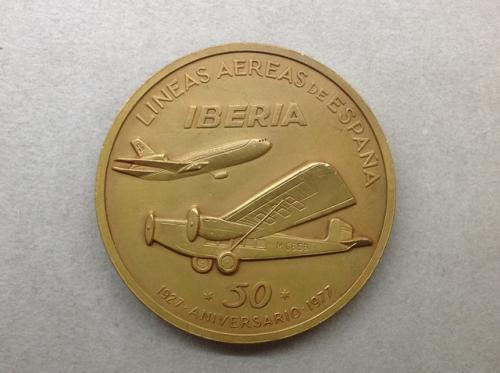 LINEAS AEREAS DE ESPAÑA
IBERIA
50
1927 · ANIVERSARIO · 1977